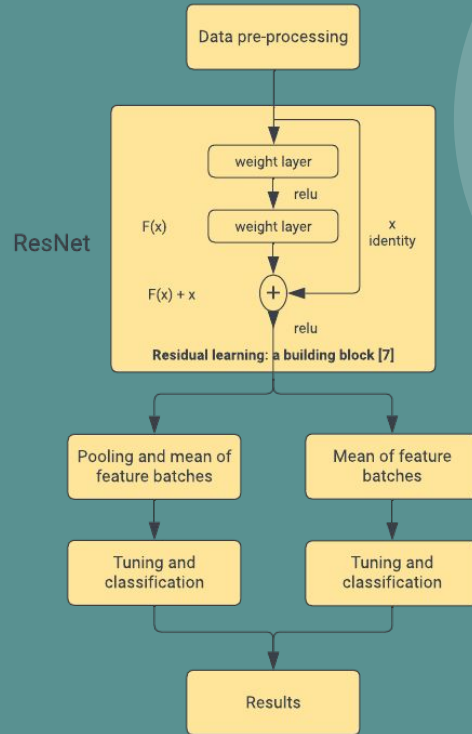 Data pre-processing
weight layer
relu
F(x)
weight layer
x
identity
ResNet
F(x) + x
relu
Residual learning: a building block [7]
Pooling and mean of
feature batches
Mean of feature
batches
Tuning and
classification
Tuning and
classification
Results